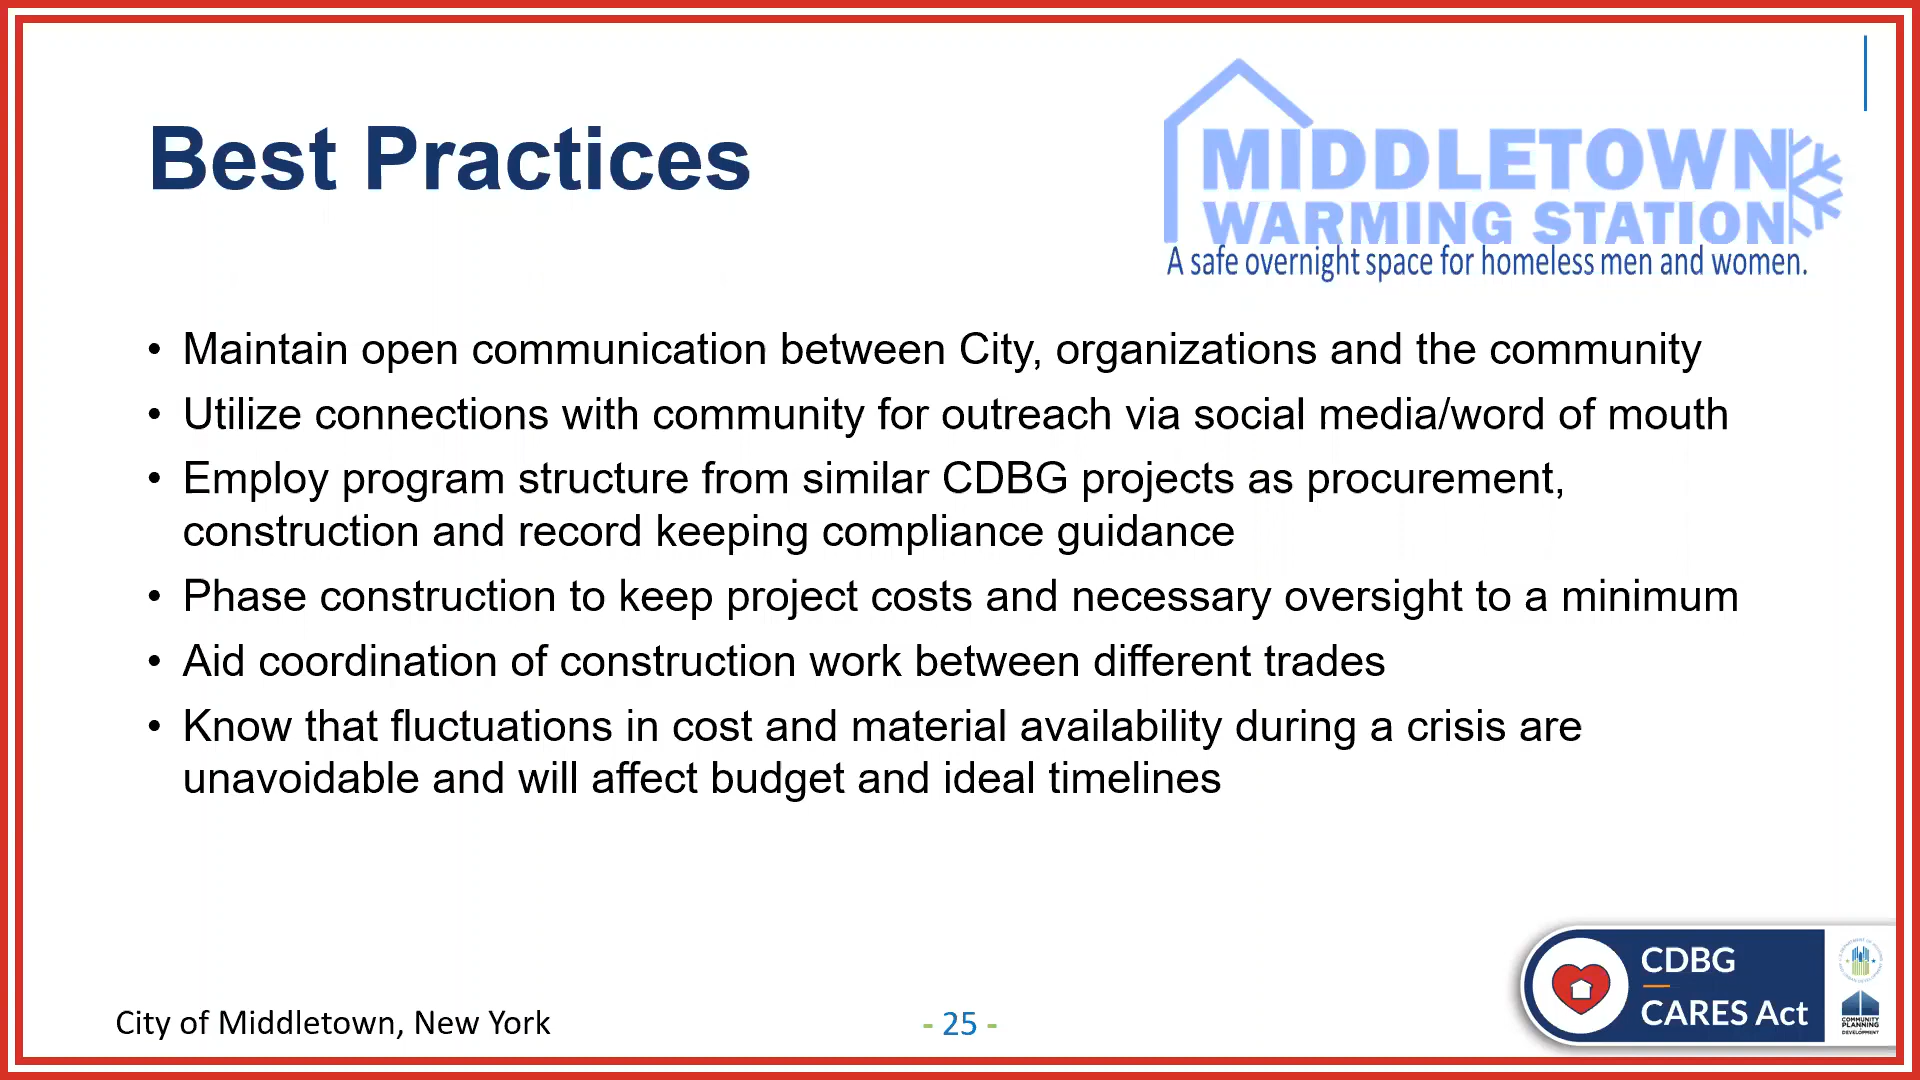 Best Practices
MIDDLETOWN
WARMING STATION
A safe overnight space for homeless men and women.
• Maintain open communication between City, organizations and the community
• Utilize connections with community for outreach via social media/word of mouth
• Employ program structure from similar CDBG projects as procurement,
construction and record keeping compliance guidance
• Phase construction to keep project costs and necessary oversight to a minimum
• Aid coordination of construction work between different trades
• Know that fluctuations in cost and material availability during a crisis are
unavoidable and will affect budget and ideal timelines
City of Middletown, New York
- 25 -
CDBG
CARES Act
COMMUNITY
PLANNING
DEVELOPMENT